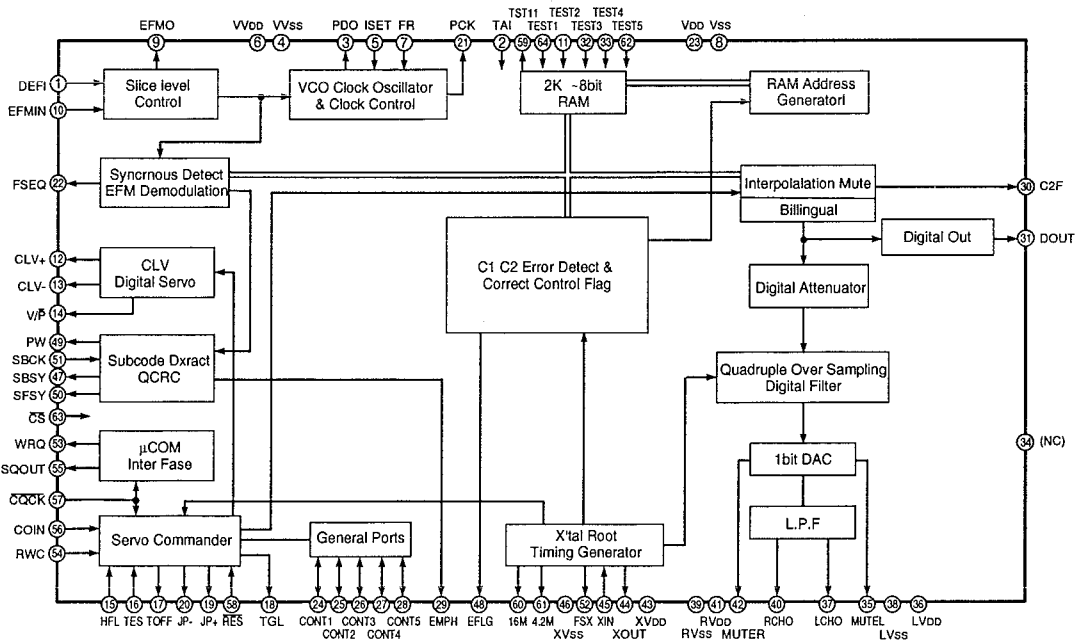 EFMO VVDD VVSS PDO ISET FR PCK TAI TST11 TEST1 TEST2 TEST3 TEST4 TEST5 VDD VSS
9 6 4 3 5 7 21 2 59 64 11 32 33 62 23 8
DEFI 1
EFMIN 10
Slice level
Control
VCO Clock Oscillator
& Clock Control
2K ~8bit
RAM
RAM Address
GeneratorI
FSEQ 22
Syncrnous Detect
EFM Demodulation
Interpolalation Mute
Billingual
30 C2F
Digital Out
31 DOUT
CLV+ 12
CLV- 13
V/P̅ 14
CLV
Digital Servo
C1 C2 Error Detect &
Correct Control Flag
Digital Attenuator
PW 49
SBCK 51
SBSY 47
SFSY 50
Subcode Dxract
QCRC
Quadruple Over Sampling
Digital Filter
C̅S̅ 63
WRQ 53
SQOUT 55
μCOM
Inter Fase
1bit DAC
34 (NC)
C̅Q̅C̅K̅ 57
COIN 56
RWC 54
Servo Commander
General Ports
X'tal Root
Timing Generator
L.P.F
15 16 17 20 19 58 18 24 25 26 27 28 29 48 60 61 46 52 45 44 43 39 41 42 40 37 35 38 36
HFL TES TOFF JP- JP+ R̅E̅S̅ TGL CONT1 CONT2 CONT3 CONT4 CONT5 EMPH EFLG 16M 4.2M XVSS FSX XIN XOUT XVDD RVSS RVDD MUTER RCHO LCHO MUTEL LVSS LVDD